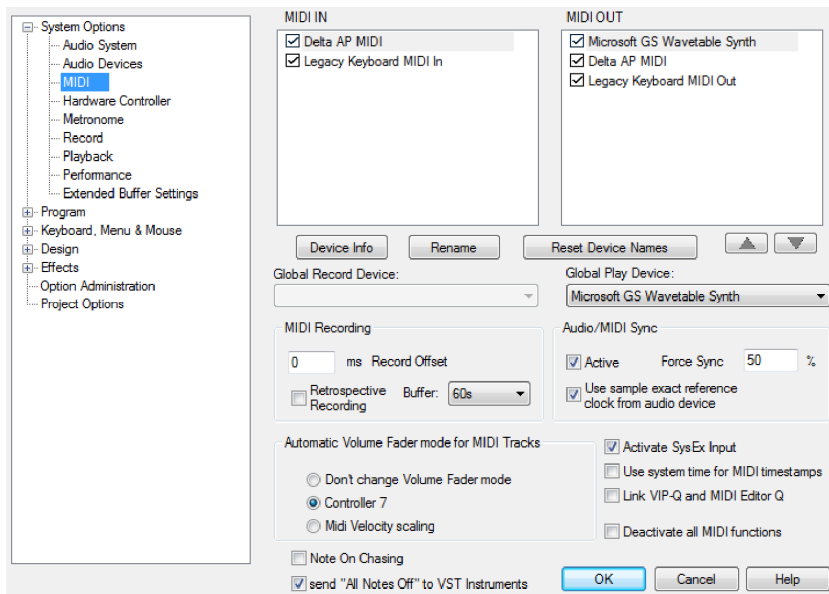 System Options
Audio System
Audio Devices
MIDI
Hardware Controller
Metronome
Record
Playback
Performance
Extended Buffer Settings
Program
Keyboard, Menu & Mouse
Design
Effects
Option Administration
Project Options
MIDI IN
Delta AP MIDI
Legacy Keyboard MIDI In
MIDI OUT
Microsoft GS Wavetable Synth
Delta AP MIDI
Legacy Keyboard MIDI Out
Device Info
Rename
Reset Device Names
Global Record Device:
Global Play Device:
Microsoft GS Wavetable Synth
MIDI Recording
0 ms Record Offset
Retrospective
Recording
Buffer: 60s
Audio/MIDI Sync
Active Force Sync 50 %
Use sample exact reference
clock from audio device
Automatic Volume Fader mode for MIDI Tracks
Don't change Volume Fader mode
Controller 7
Midi Velocity scaling
Activate SysEx Input
Use system time for MIDI timestamps
Link VIP-Q and MIDI Editor Q
Deactivate all MIDI functions
Note On Chasing
send "All Notes Off" to VST Instruments
OK
Cancel
Help